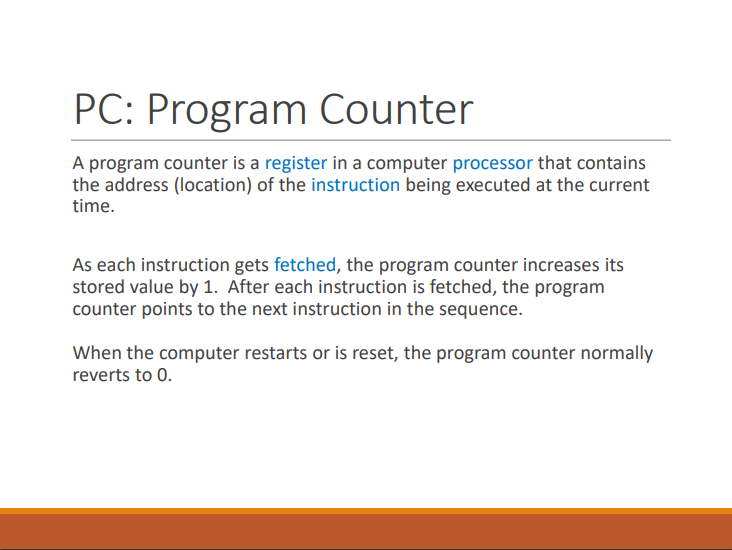 PC: Program Counter
A program counter is a register in a computer processor that contains
the address (location) of the instruction being executed at the current
time.
As each instruction gets fetched, the program counter increases its
stored value by 1.  After each instruction is fetched, the program
counter points to the next instruction in the sequence.
When the computer restarts or is reset, the program counter normally
reverts to 0.